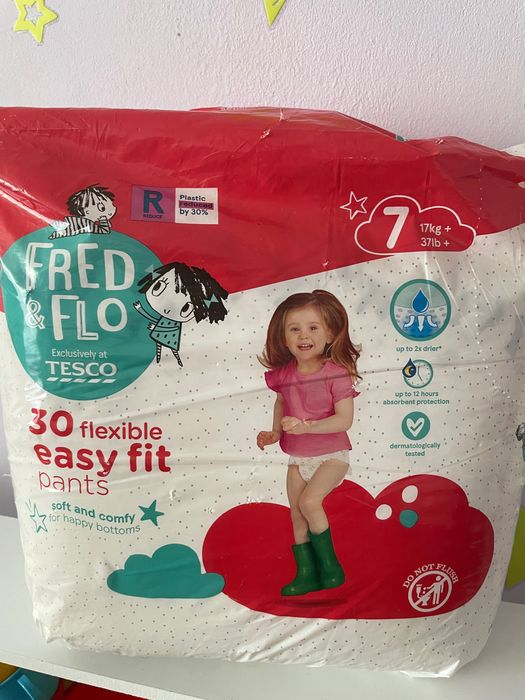 R
REDUCE
Plastic
reduced
by 30%
7
17kg +
37lb +
FRED
& FLO
Exclusively at
TESCO
up to 2x drier*
up to 12 hours
absorbent protection
dermatologically
tested
30 flexible
easy fit
pants
soft and comfy
for happy bottoms
DO NOT FLUSH